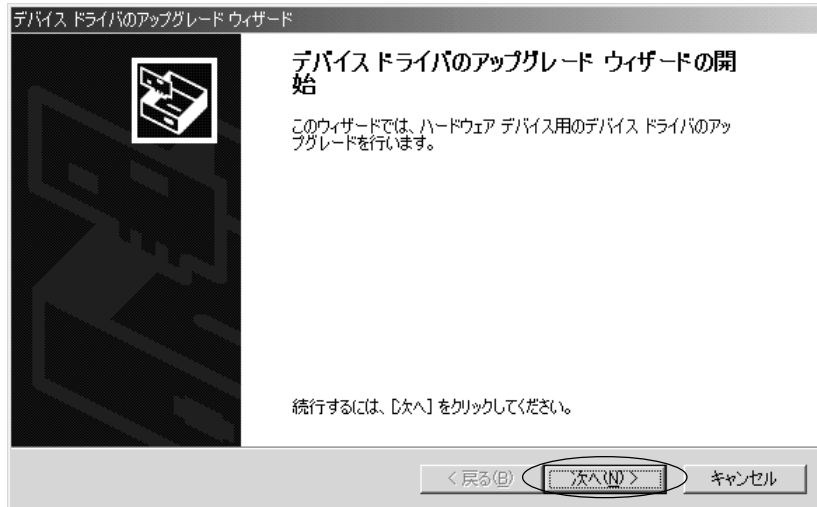 デバイス ドライバのアップグレード ウィザード
デバイス ドライバのアップグレード ウィザードの開
始
このウィザードでは、ハードウェア デバイス用のデバイス ドライバのアッ
プグレードを行います。
続行するには、[次へ] をクリックしてください。
< 戻る(B)
次へ(N) >
キャンセル